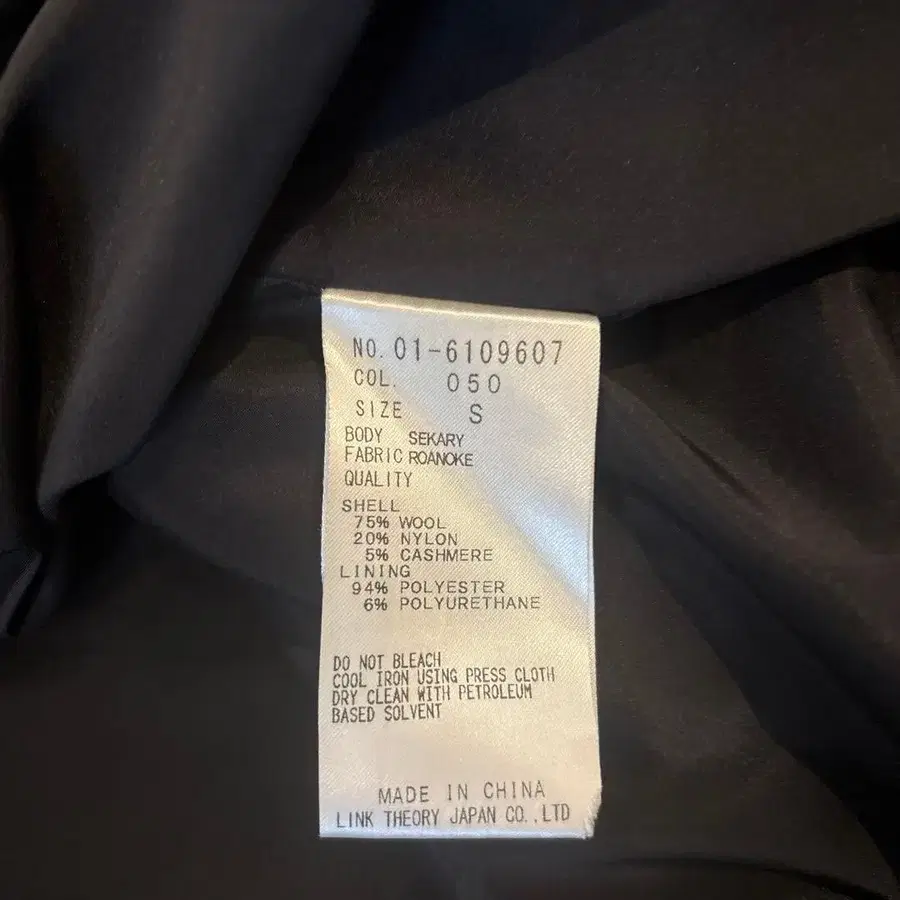 NO. 01-6109607
COL. 050
SIZE S
BODY SEKARY
FABRIC ROANOKE
QUALITY
SHELL
75% WOOL
20% NYLON
5% CASHMERE
LINING
94% POLYESTER
6% POLYURETHANE
DO NOT BLEACH
COOL IRON USING PRESS CLOTH
DRY CLEAN WITH PETROLEUM
BASED SOLVENT
MADE IN CHINA
LINK THEORY JAPAN CO.,LTD